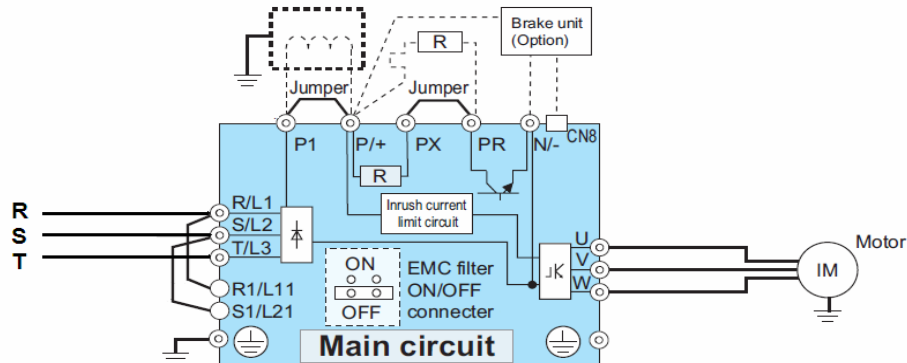 Brake unit
(Option)
R
Jumper
Jumper
CN8
P1
P/+
PX
PR
N/-
R
R
S
T
R/L1
S/L2
T/L3
R1/L11
S1/L21
Inrush current
limit circuit
ON
OFF
EMC filter
ON/OFF
connecter
U
V
W
Motor
IM
Main circuit